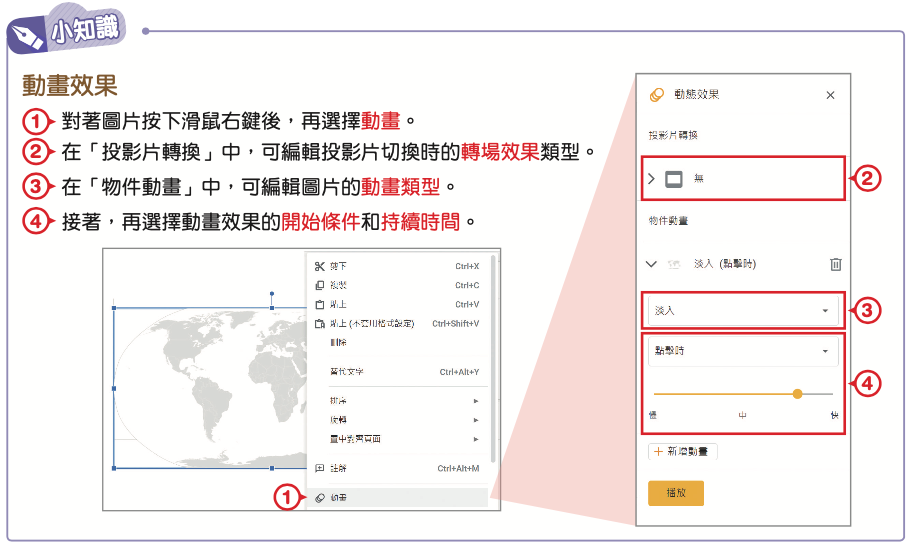 小知識
動畫效果
1 對著圖片按下滑鼠右鍵後，再選擇動畫。
2 在「投影片轉換」中，可編輯投影片切換時的轉場效果類型。
3 在「物件動畫」中，可編輯圖片的動畫類型。
4 接著，再選擇動畫效果的開始條件和持續時間。
剪下 Ctrl+X
複製 Ctrl+C
貼上 Ctrl+V
貼上 (不套用格式設定) Ctrl+Shift+V
刪除
替代文字 Ctrl+Alt+Y
排序
旋轉
置中對齊頁面
註解 Ctrl+Alt+M
1 動畫
動態效果
投影片轉換
無 2
物件動畫
淡入 (點擊時)
淡入 3
點擊時
4
慢 中 快
新增動畫
播放